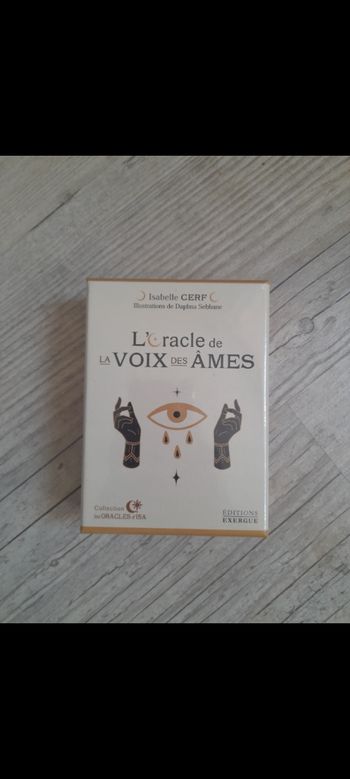 Isabelle CERF
Illustrations de Daphna Sebbane
L'Oracle de
LA VOIX DES ÂMES
Collection
les ORACLES d'ISA
ÉDITIONS
EXERGUE